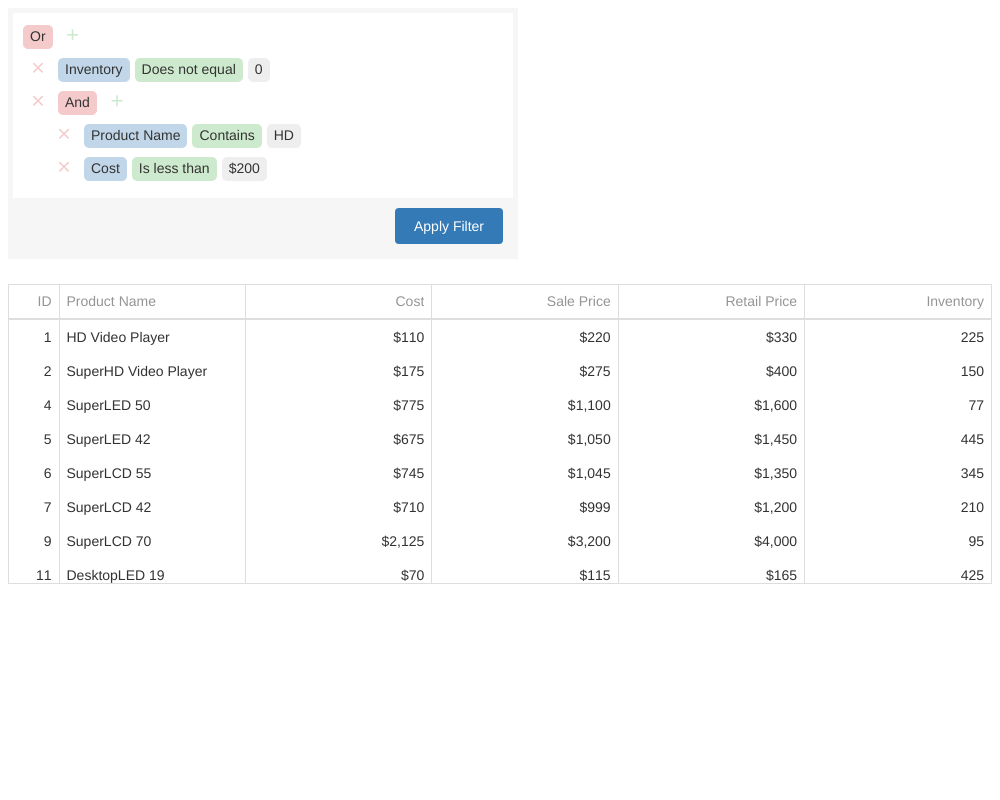 Or
Inventory Does not equal 0
And
Product Name Contains HD
Cost Is less than $200
Apply Filter
ID Product Name Cost Sale Price Retail Price Inventory
1 HD Video Player $110 $220 $330 225
2 SuperHD Video Player $175 $275 $400 150
4 SuperLED 50 $775 $1,100 $1,600 77
5 SuperLED 42 $675 $1,050 $1,450 445
6 SuperLCD 55 $745 $1,045 $1,350 345
7 SuperLCD 42 $710 $999 $1,200 210
9 SuperLCD 70 $2,125 $3,200 $4,000 95
11 DesktopLED 19 $70 $115 $165 425